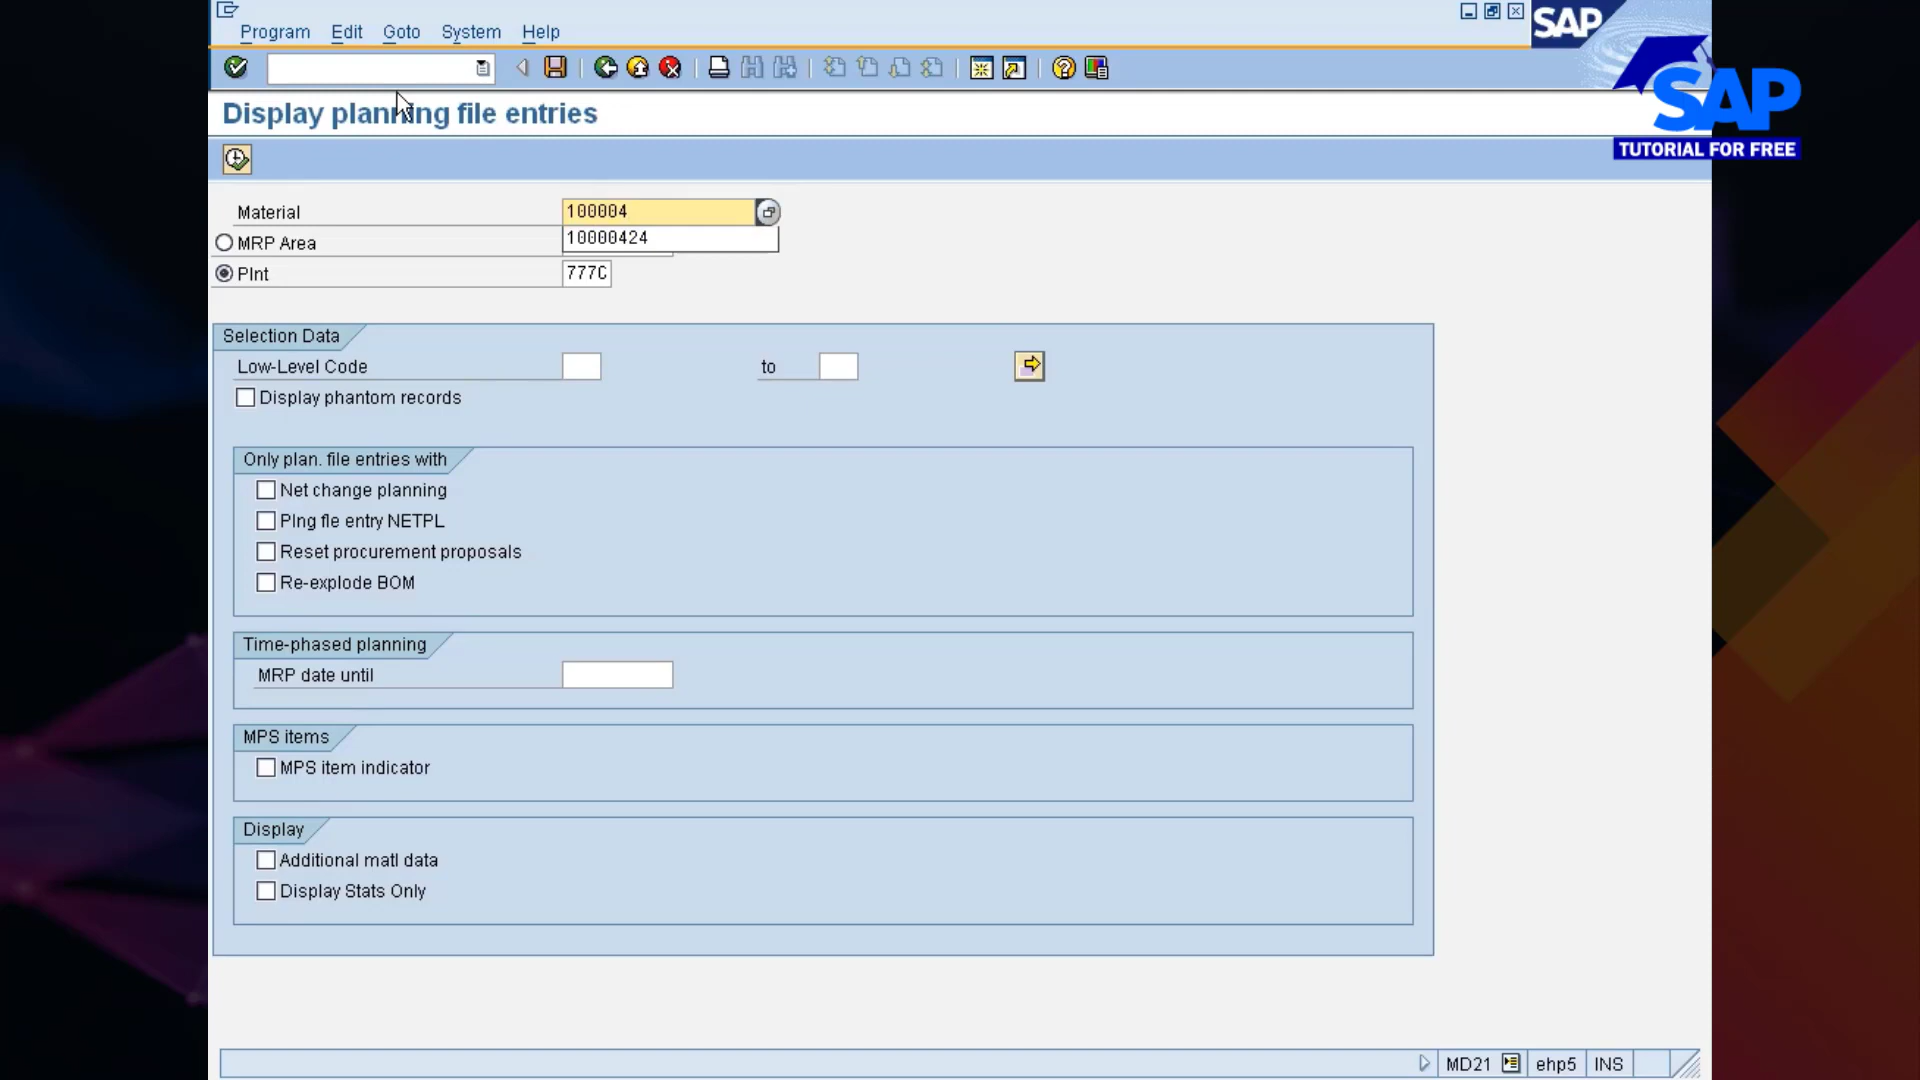 Program Edit Goto System Help
SAP
SAP
TUTORIAL FOR FREE
Display planning file entries
Material 100004
10000424
MRP Area
Plnt 777C
Selection Data
Low-Level Code to
Display phantom records
Only plan. file entries with
Net change planning
Plng fle entry NETPL
Reset procurement proposals
Re-explode BOM
Time-phased planning
MRP date until
MPS items
MPS item indicator
Display
Additional matl data
Display Stats Only
MD21 ehp5 INS